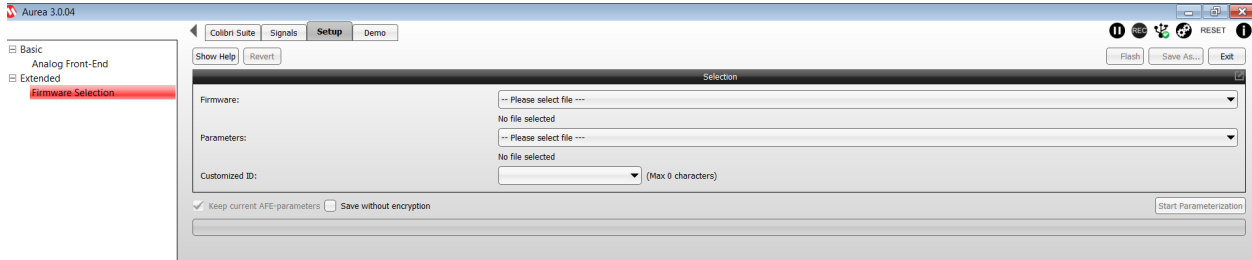 Aurea 3.0.04
Colibri Suite Signals Setup Demo
REC RESET
Basic
Analog Front-End
Extended
Firmware Selection
Show Help Revert Flash Save As... Exit
Selection
Firmware: -- Please select file ---
No file selected
Parameters: -- Please select file ---
No file selected
Customized ID: (Max 0 characters)
Keep current AFE-parameters Save without encryption Start Parameterization